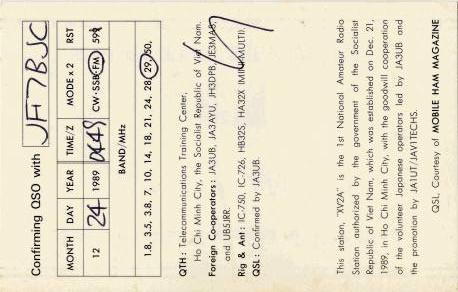 Confirming QSO with JH7BJC
MONTH DAY YEAR TIME/Z MODE x 2 RST
12 24 1989 0448 CW·SSB·FM 599
BAND/MHz
1.8, 3.5, 3.8, 7, 10, 14, 18, 21, 24, 28, 29, 50,
QTH: Telecommunications Training Center,
Ho Chi Minh City, the Socialist Republic of Viet Nam.
Foreign Co-operators: JA3UB, JA3AYU, JH3DPB, JE3MAS,
and UB5JRR.
Rig & Ant: IC-750, IC-726, HB32S, HA32X MULTI.
QSL: Confirmed by JA3UB.
This station, "XV2A" is the 1st National Amateur Radio
Station authorized by the government of the Socialist
Republic of Viet Nam, which was established on Dec. 21,
1989, in Ho Chi Minh City, with the goodwill cooperation
of the volunteer Japanese operators led by JA3UB and
the promotion by JA1UT/JAV1TECHS.
QSL Courtesy of MOBILE HAM MAGAZINE